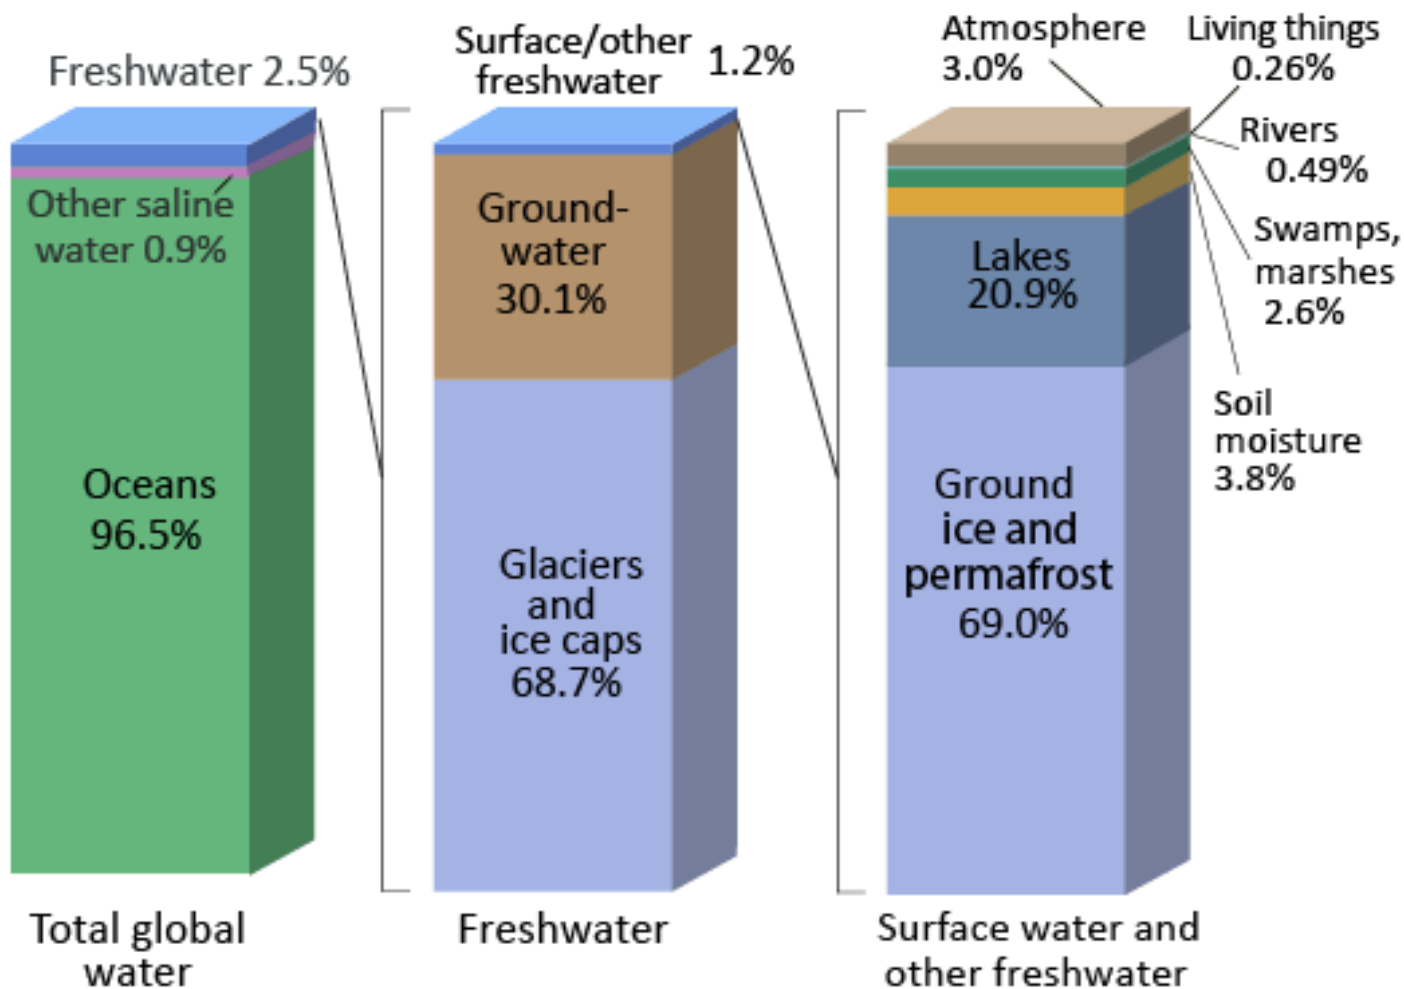 Freshwater 2.5%
Other saline
water 0.9%
Oceans
96.5%
Total global
water
Surface/other
freshwater
1.2%
Ground-
water
30.1%
Glaciers
and
ice caps
68.7%
Freshwater
Atmosphere
3.0%
Living things
0.26%
Rivers
0.49%
Swamps,
marshes
2.6%
Soil
moisture
3.8%
Lakes
20.9%
Ground
ice and
permafrost
69.0%
Surface water and
other freshwater